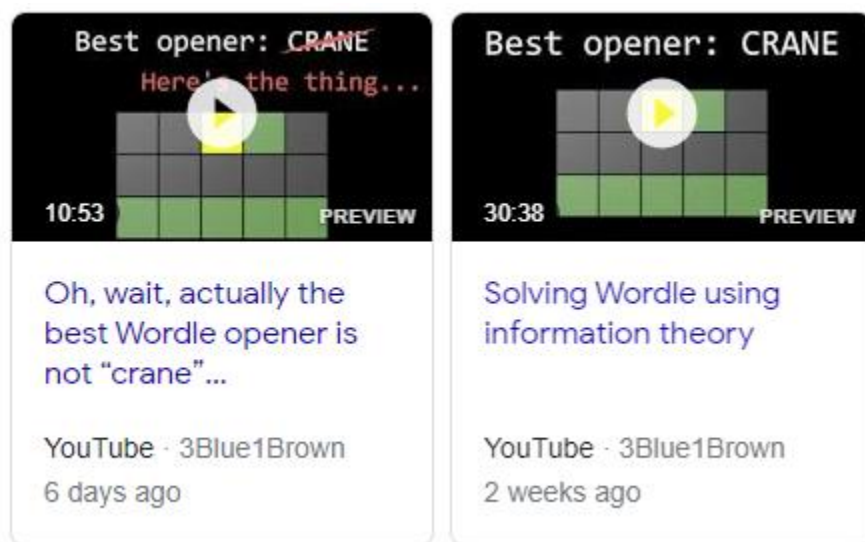 Best opener: CRANE
Here's the thing...
10:53
PREVIEW
Oh, wait, actually the
best Wordle opener is
not “crane”...
YouTube · 3Blue1Brown
6 days ago
Best opener: CRANE
30:38
PREVIEW
Solving Wordle using
information theory
YouTube · 3Blue1Brown
2 weeks ago